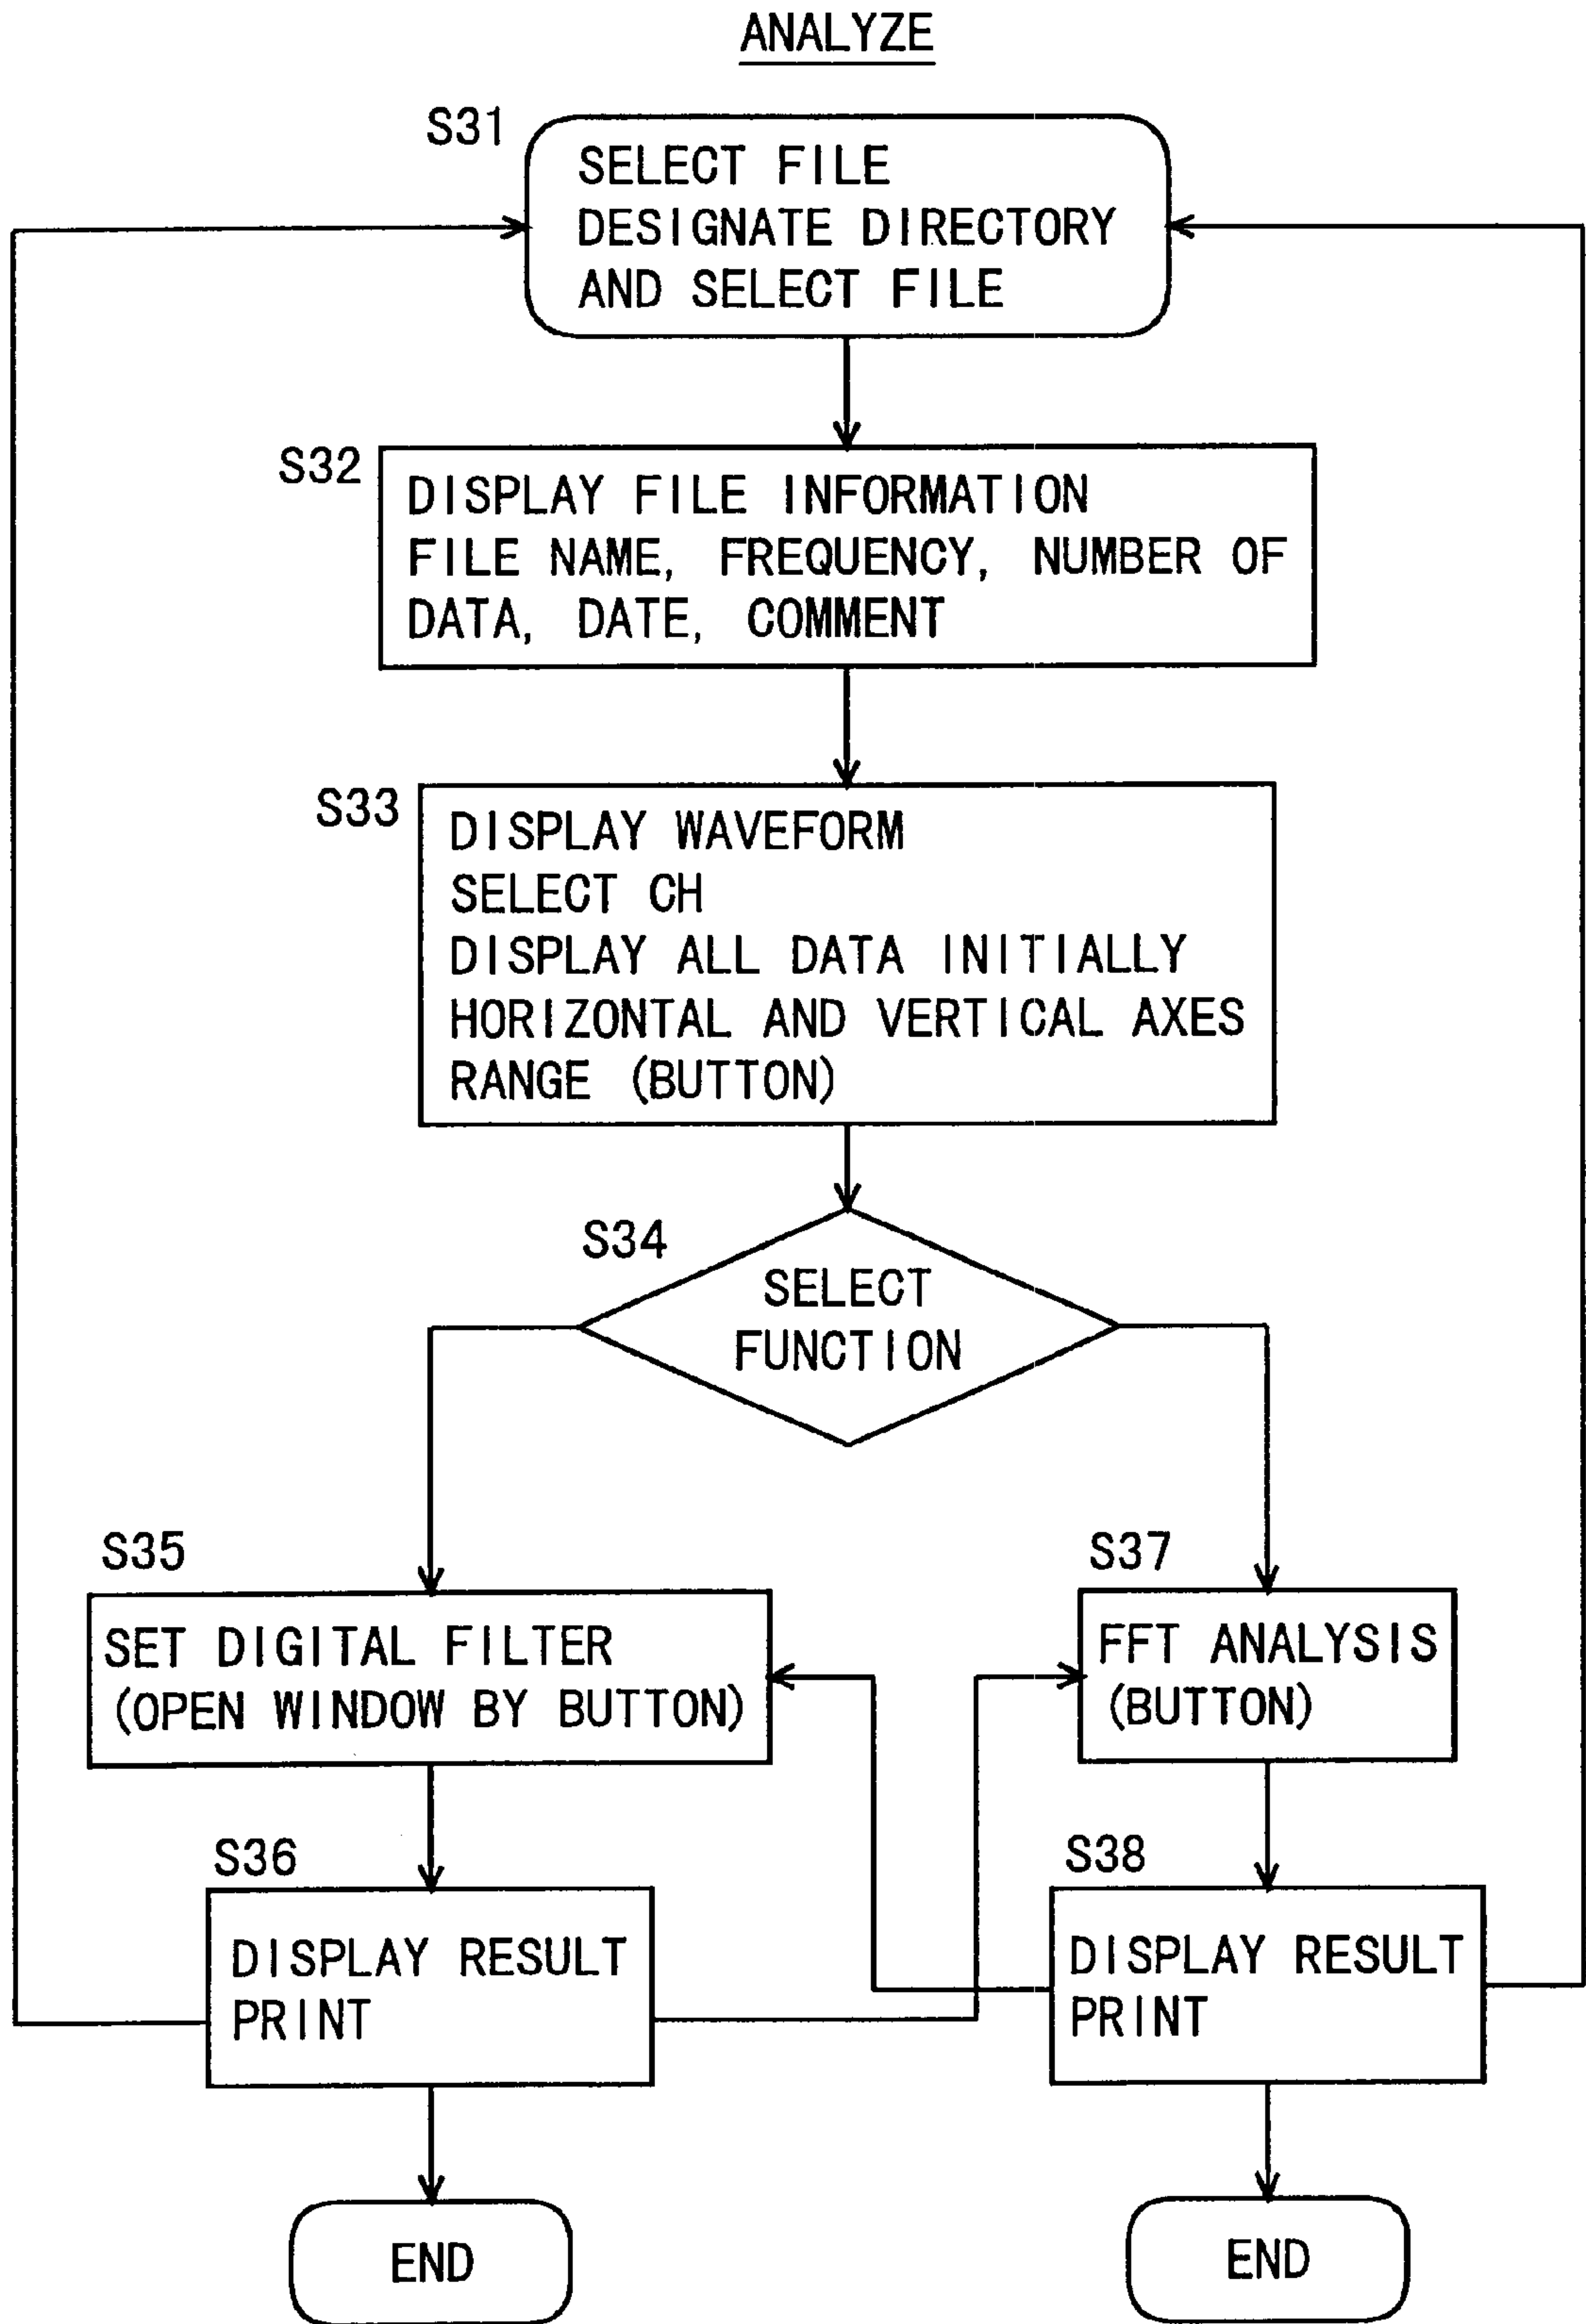 ANALYZE
S31
SELECT FILE
DESIGNATE DIRECTORY
AND SELECT FILE
S32
DISPLAY FILE INFORMATION
FILE NAME, FREQUENCY, NUMBER OF
DATA, DATE, COMMENT
S33
DISPLAY WAVEFORM
SELECT CH
DISPLAY ALL DATA INITIALLY
HORIZONTAL AND VERTICAL AXES
RANGE (BUTTON)
S34
SELECT
FUNCTION
S35
SET DIGITAL FILTER
(OPEN WINDOW BY BUTTON)
S37
FFT ANALYSIS
(BUTTON)
S36
DISPLAY RESULT
PRINT
S38
DISPLAY RESULT
PRINT
END
END